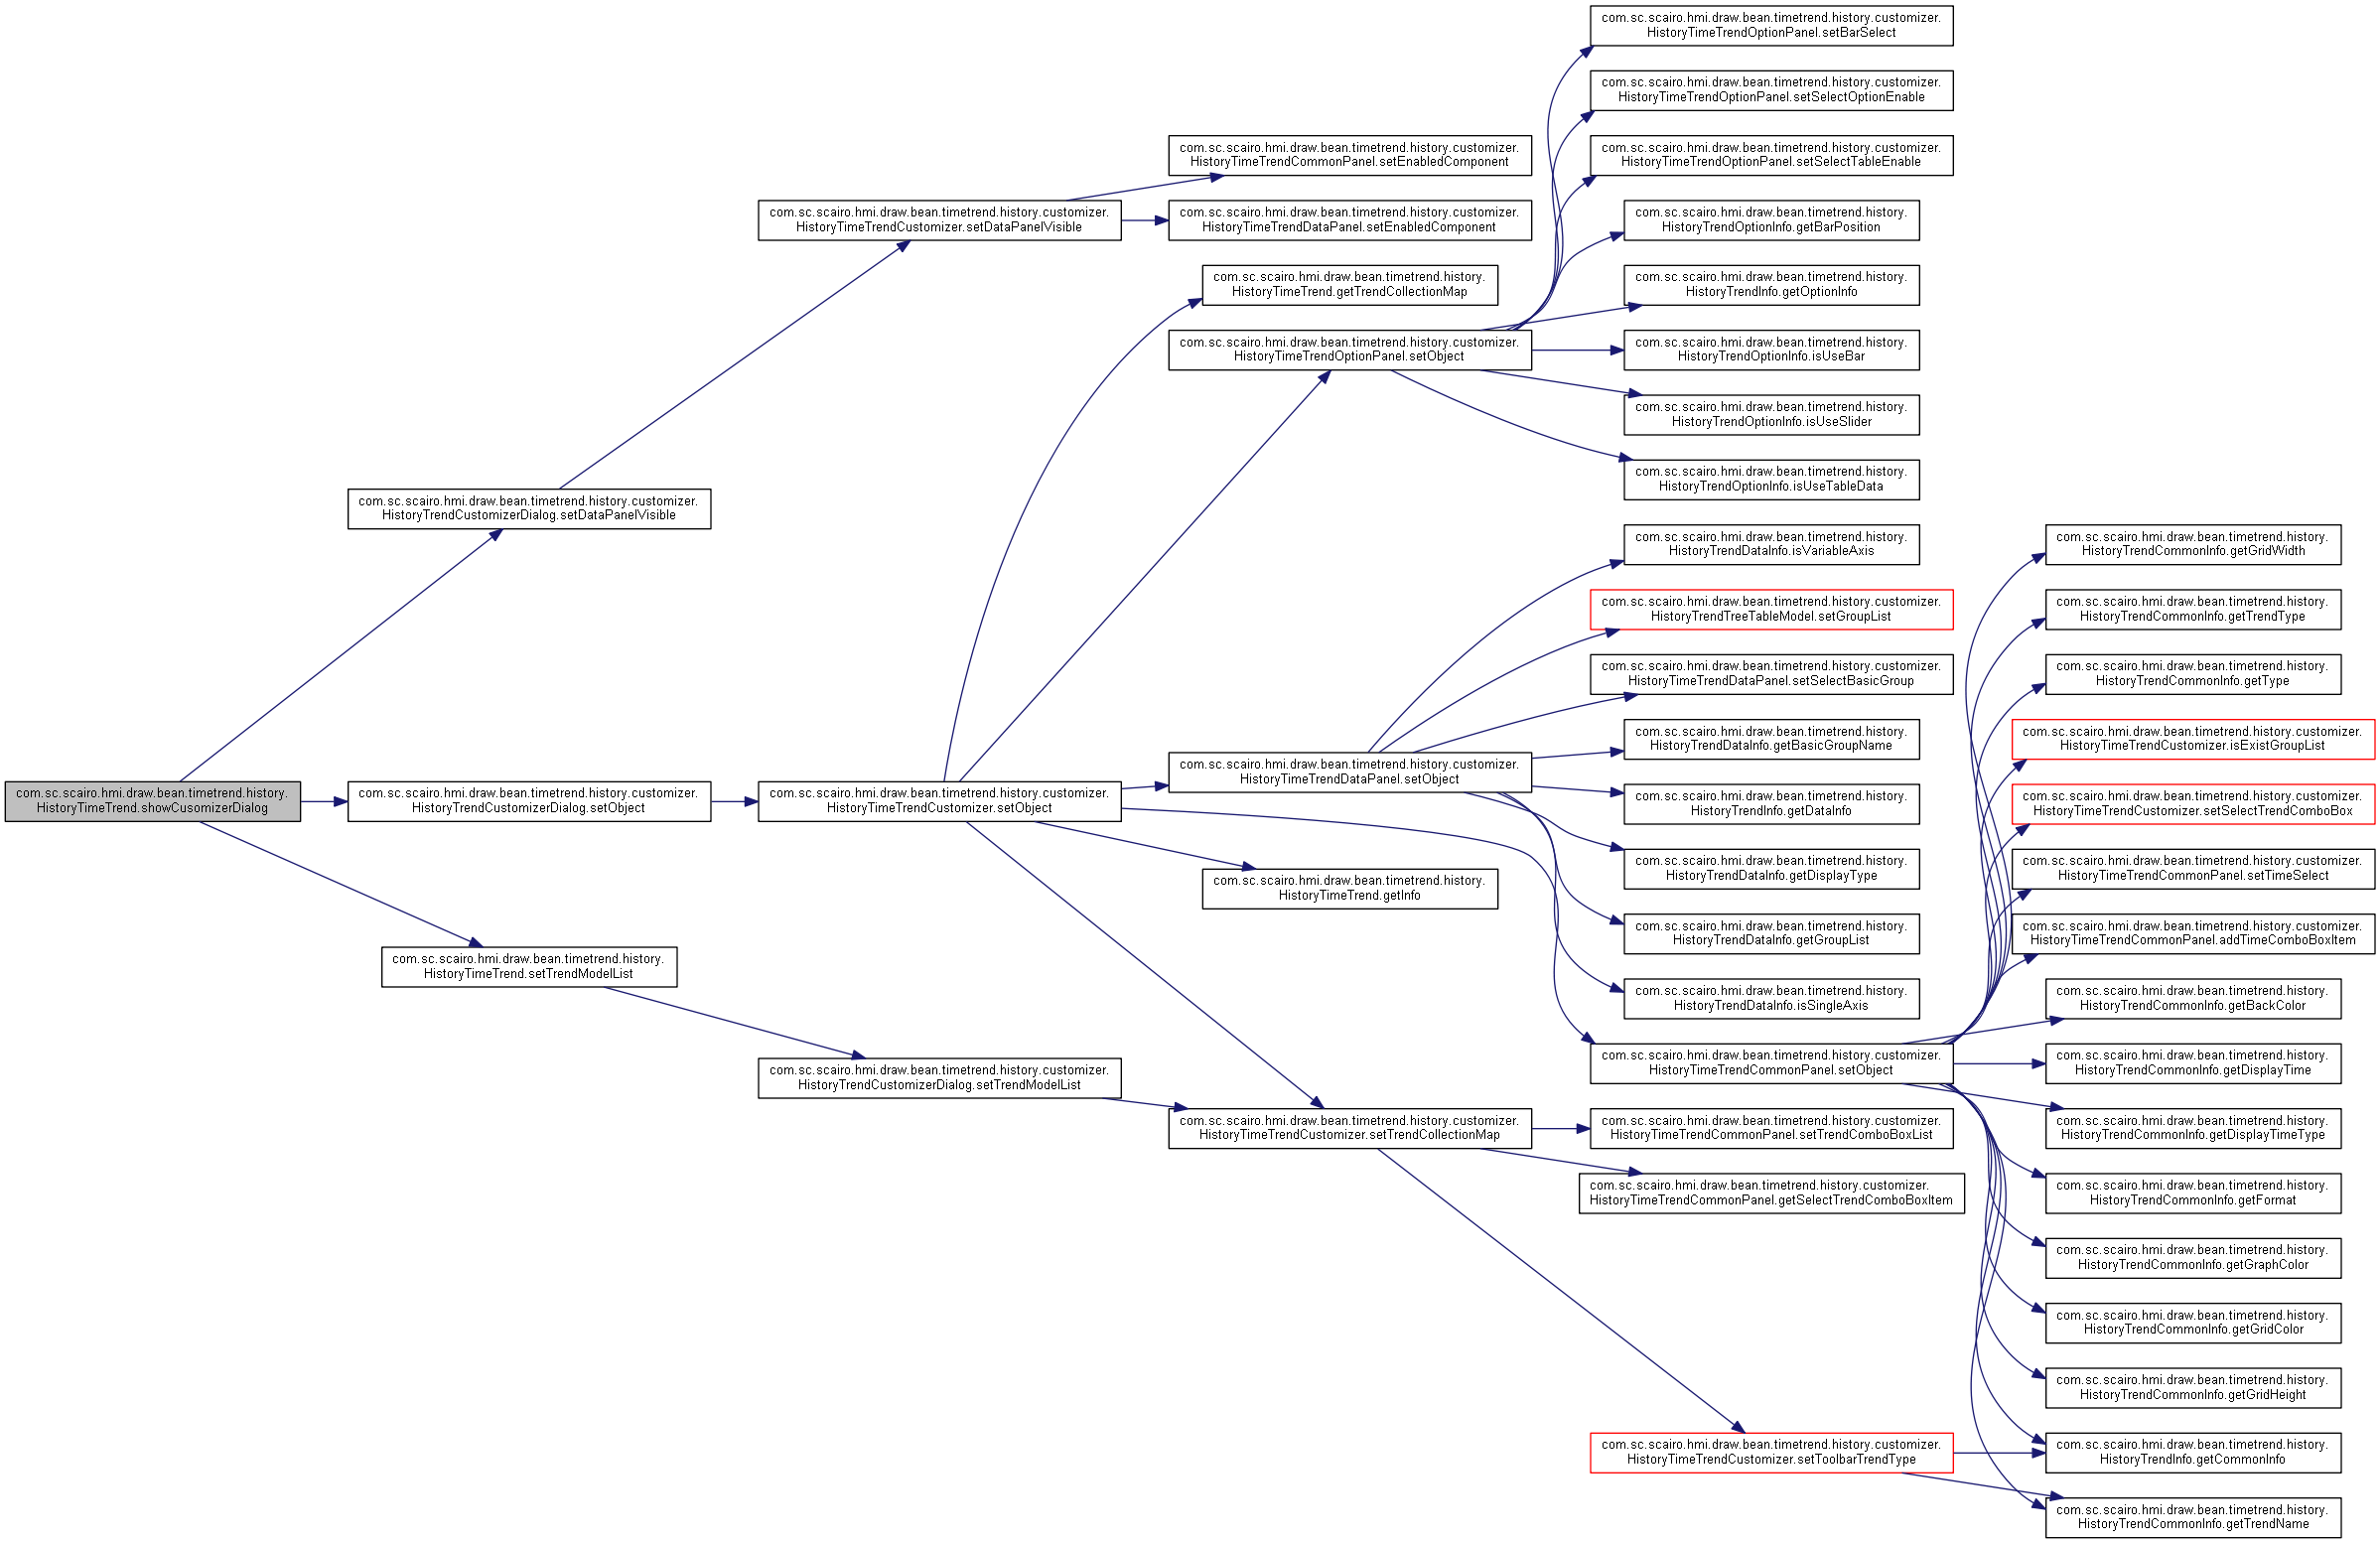 com.sc.scairo.hmi.draw.bean.timetrend.history.
HistoryTimeTrend.showCusomizerDialog
com.sc.scairo.hmi.draw.bean.timetrend.history.customizer.
HistoryTrendCustomizerDialog.setDataPanelVisible
com.sc.scairo.hmi.draw.bean.timetrend.history.customizer.
HistoryTrendCustomizerDialog.setObject
com.sc.scairo.hmi.draw.bean.timetrend.history.
HistoryTimeTrend.setTrendModelList
com.sc.scairo.hmi.draw.bean.timetrend.history.customizer.
HistoryTimeTrendCustomizer.setDataPanelVisible
com.sc.scairo.hmi.draw.bean.timetrend.history.customizer.
HistoryTimeTrendCustomizer.setObject
com.sc.scairo.hmi.draw.bean.timetrend.history.customizer.
HistoryTrendCustomizerDialog.setTrendModelList
com.sc.scairo.hmi.draw.bean.timetrend.history.customizer.
HistoryTimeTrendCommonPanel.setEnabledComponent
com.sc.scairo.hmi.draw.bean.timetrend.history.customizer.
HistoryTimeTrendDataPanel.setEnabledComponent
com.sc.scairo.hmi.draw.bean.timetrend.history.
HistoryTimeTrend.getTrendCollectionMap
com.sc.scairo.hmi.draw.bean.timetrend.history.customizer.
HistoryTimeTrendOptionPanel.setObject
com.sc.scairo.hmi.draw.bean.timetrend.history.customizer.
HistoryTimeTrendDataPanel.setObject
com.sc.scairo.hmi.draw.bean.timetrend.history.
HistoryTimeTrend.getInfo
com.sc.scairo.hmi.draw.bean.timetrend.history.customizer.
HistoryTimeTrendCustomizer.setTrendCollectionMap
com.sc.scairo.hmi.draw.bean.timetrend.history.customizer.
HistoryTimeTrendOptionPanel.setBarSelect
com.sc.scairo.hmi.draw.bean.timetrend.history.customizer.
HistoryTimeTrendOptionPanel.setSelectOptionEnable
com.sc.scairo.hmi.draw.bean.timetrend.history.customizer.
HistoryTimeTrendOptionPanel.setSelectTableEnable
com.sc.scairo.hmi.draw.bean.timetrend.history.
HistoryTrendOptionInfo.getBarPosition
com.sc.scairo.hmi.draw.bean.timetrend.history.
HistoryTrendInfo.getOptionInfo
com.sc.scairo.hmi.draw.bean.timetrend.history.
HistoryTrendOptionInfo.isUseBar
com.sc.scairo.hmi.draw.bean.timetrend.history.
HistoryTrendOptionInfo.isUseSlider
com.sc.scairo.hmi.draw.bean.timetrend.history.
HistoryTrendOptionInfo.isUseTableData
com.sc.scairo.hmi.draw.bean.timetrend.history.
HistoryTrendDataInfo.isVariableAxis
com.sc.scairo.hmi.draw.bean.timetrend.history.customizer.
HistoryTrendTreeTableModel.setGroupList
com.sc.scairo.hmi.draw.bean.timetrend.history.customizer.
HistoryTimeTrendDataPanel.setSelectBasicGroup
com.sc.scairo.hmi.draw.bean.timetrend.history.
HistoryTrendDataInfo.getBasicGroupName
com.sc.scairo.hmi.draw.bean.timetrend.history.
HistoryTrendInfo.getDataInfo
com.sc.scairo.hmi.draw.bean.timetrend.history.
HistoryTrendDataInfo.getDisplayType
com.sc.scairo.hmi.draw.bean.timetrend.history.
HistoryTrendDataInfo.getGroupList
com.sc.scairo.hmi.draw.bean.timetrend.history.
HistoryTrendDataInfo.isSingleAxis
com.sc.scairo.hmi.draw.bean.timetrend.history.customizer.
HistoryTimeTrendCommonPanel.setObject
com.sc.scairo.hmi.draw.bean.timetrend.history.customizer.
HistoryTimeTrendCommonPanel.setTrendComboBoxList
com.sc.scairo.hmi.draw.bean.timetrend.history.customizer.
HistoryTimeTrendCommonPanel.getSelectTrendComboBoxItem
com.sc.scairo.hmi.draw.bean.timetrend.history.customizer.
HistoryTimeTrendCustomizer.setToolbarTrendType
com.sc.scairo.hmi.draw.bean.timetrend.history.
HistoryTrendCommonInfo.getGridWidth
com.sc.scairo.hmi.draw.bean.timetrend.history.
HistoryTrendCommonInfo.getTrendType
com.sc.scairo.hmi.draw.bean.timetrend.history.
HistoryTrendCommonInfo.getType
com.sc.scairo.hmi.draw.bean.timetrend.history.customizer.
HistoryTimeTrendCustomizer.isExistGroupList
com.sc.scairo.hmi.draw.bean.timetrend.history.customizer.
HistoryTimeTrendCustomizer.setSelectTrendComboBox
com.sc.scairo.hmi.draw.bean.timetrend.history.customizer.
HistoryTimeTrendCommonPanel.setTimeSelect
com.sc.scairo.hmi.draw.bean.timetrend.history.customizer.
HistoryTimeTrendCommonPanel.addTimeComboBoxItem
com.sc.scairo.hmi.draw.bean.timetrend.history.
HistoryTrendCommonInfo.getBackColor
com.sc.scairo.hmi.draw.bean.timetrend.history.
HistoryTrendCommonInfo.getDisplayTime
com.sc.scairo.hmi.draw.bean.timetrend.history.
HistoryTrendCommonInfo.getDisplayTimeType
com.sc.scairo.hmi.draw.bean.timetrend.history.
HistoryTrendCommonInfo.getFormat
com.sc.scairo.hmi.draw.bean.timetrend.history.
HistoryTrendCommonInfo.getGraphColor
com.sc.scairo.hmi.draw.bean.timetrend.history.
HistoryTrendCommonInfo.getGridColor
com.sc.scairo.hmi.draw.bean.timetrend.history.
HistoryTrendCommonInfo.getGridHeight
com.sc.scairo.hmi.draw.bean.timetrend.history.
HistoryTrendInfo.getCommonInfo
com.sc.scairo.hmi.draw.bean.timetrend.history.
HistoryTrendCommonInfo.getTrendName